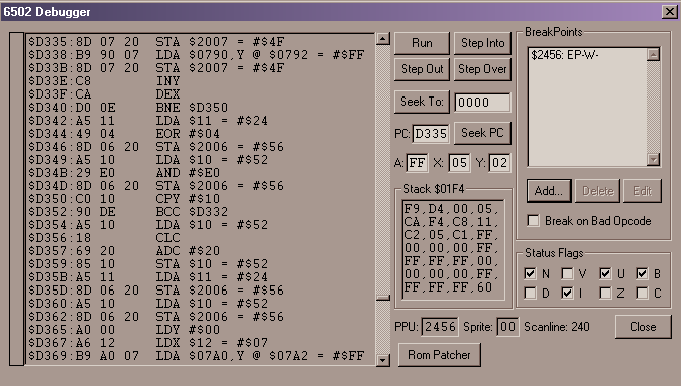 6502 Debugger
$D335:8D 07 20 STA $2007 = #$4F
$D338:B9 90 07 LDA $0790,Y @ $0792 = #$FF
$D33B:8D 07 20 STA $2007 = #$4F
$D33E:C8 INY
$D33F:CA DEX
$D340:D0 0E BNE $D350
$D342:A5 11 LDA $11 = #$24
$D344:49 04 EOR #$04
$D346:8D 06 20 STA $2006 = #$56
$D349:A5 10 LDA $10 = #$52
$D34B:29 E0 AND #$E0
$D34D:8D 06 20 STA $2006 = #$56
$D350:C0 10 CPY #$10
$D352:90 DE BCC $D332
$D354:A5 10 LDA $10 = #$52
$D356:18 CLC
$D357:69 20 ADC #$20
$D359:85 10 STA $10 = #$52
$D35B:A5 11 LDA $11 = #$24
$D35D:8D 06 20 STA $2006 = #$56
$D360:A5 10 LDA $10 = #$52
$D362:8D 06 20 STA $2006 = #$56
$D365:A0 00 LDY #$00
$D367:A6 12 LDX $12 = #$07
$D369:B9 A0 07 LDA $07A0,Y @ $07A2 = #$FF
Run Step Into
Step Out Step Over
Seek To: 0000
PC: D335 Seek PC
A: FF X: 05 Y: 02
Stack $01F4
F9,D4,00,05,
CA,F4,C8,11,
C2,05,C1,FF,
00,00,00,FF,
FF,FF,FF,00,
00,00,00,FF,
FF,FF,FF,60
BreakPoints
$2456: EP-W-
Add... Delete Edit
Break on Bad Opcode
Status Flags
N V U B
D I Z C
PPU: 2456 Sprite: 00 Scanline: 240 Close
Rom Patcher